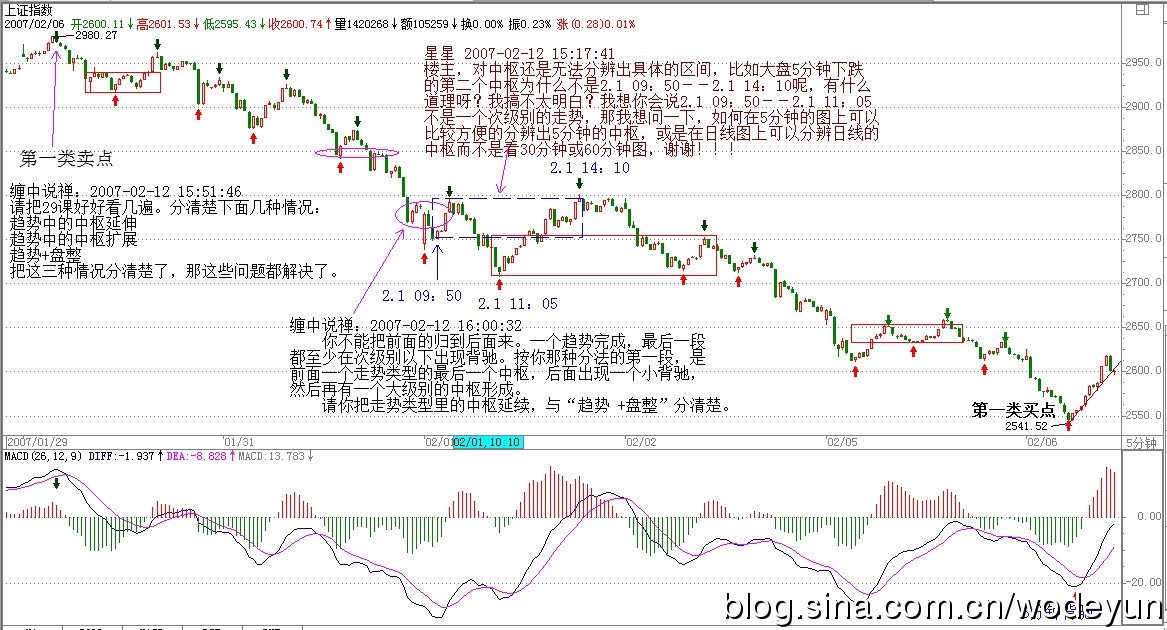 上证指数
2007/02/06 开2600.11↓高2601.53↓低2595.43↓收2600.74↑量1420268↓额105259↓换0.00% 振0.23% 涨(0.28)0.01%
2980.27
星星 2007-02-12 15:17:41
楼主，对中枢还是无法分辨出具体的区间，比如大盘5分钟下跌
的第二个中枢为什么不是2.1 09：50－－2.1 14：10呢，有什么
道理呀？我搞不太明白？我想你会说2.1 09：50－－2.1 11：05
不是一个次级别的走势，那我想问一下，如何在5分钟的图上可以
比较方便的分辨出5分钟的中枢，或是在日线图上可以分辨日线的
中枢而不是看30分钟或60分钟图，谢谢！！！
2.1 14：10
第一类卖点
缠中说禅：2007-02-12 15:51:46
请把29课好好看几遍。分清楚下面几种情况：
趋势中的中枢延伸
趋势中的中枢扩展
趋势+盘整
把这三种情况分清楚了，那这些问题都解决了。
2.1 09：50
2.1 11：05
缠中说禅：2007-02-12 16:00:32
你不能把前面的归到后面来。一个趋势完成，最后一段
都至少在次级别以下出现背驰。按你那种分法的第一段，是
前面一个走势类型的最后一个中枢，后面出现一个小背驰，
然后再有一个大级别的中枢形成。
请你把走势类型里的中枢延续，与“趋势 +盘整”分清楚。
第一类买点
2541.52
2950.0
2900.0
2850.0
2800.0
2750.0
2700.0
2650.0
2600.0
2550.0
2007/01/29
01/31
02/01
02/01,10:10
02/02
02/05
02/06
5分钟
MACD(26,12,9) DIFF:-1.937↑DEA:-8.828↑MACD:13.783↓
0.00
-20.00
blog.sina.com.cn/wodeyun